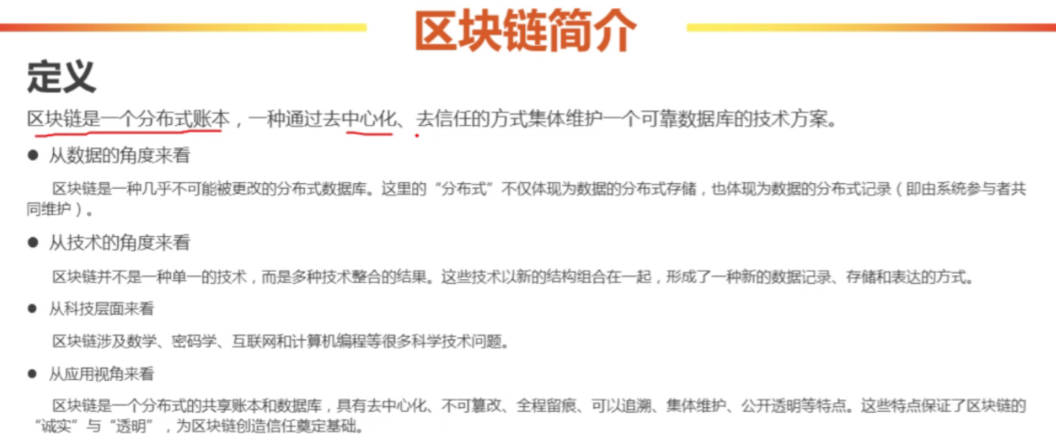 区块链简介
定义
区块链是一个分布式账本，一种通过去中心化、去信任的方式集体维护一个可靠数据库的技术方案。
● 从数据的角度来看
区块链是一种几乎不可能被更改的分布式数据库。这里的“分布式”不仅体现为数据的分布式存储，也体现为数据的分布式记录（即由系统参与者共
同维护）。
● 从技术的角度来看
区块链并不是一种单一的技术，而是多种技术整合的结果。这些技术以新的结构组合在一起，形成了一种新的数据记录、存储和表达的方式。
● 从科技层面来看
区块链涉及数学、密码学、互联网和计算机编程等很多科学技术问题。
● 从应用视角来看
区块链是一个分布式的共享账本和数据库，具有去中心化、不可篡改、全程留痕、可以追溯、集体维护、公开透明等特点。这些特点保证了区块链的
“诚实”与“透明”，为区块链创造信任奠定基础。